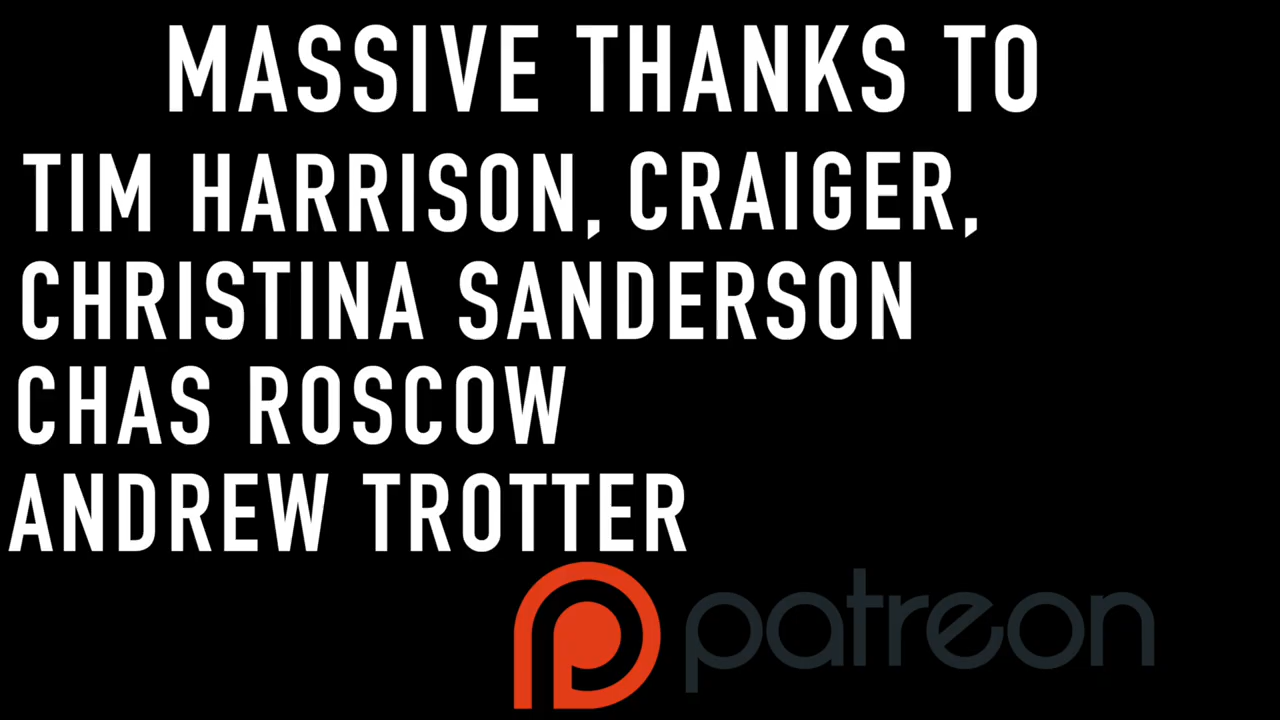 MASSIVE THANKS TO
TIM HARRISON, CRAIGER,
CHRISTINA SANDERSON
CHAS ROSCOW
ANDREW TROTTER
patreon